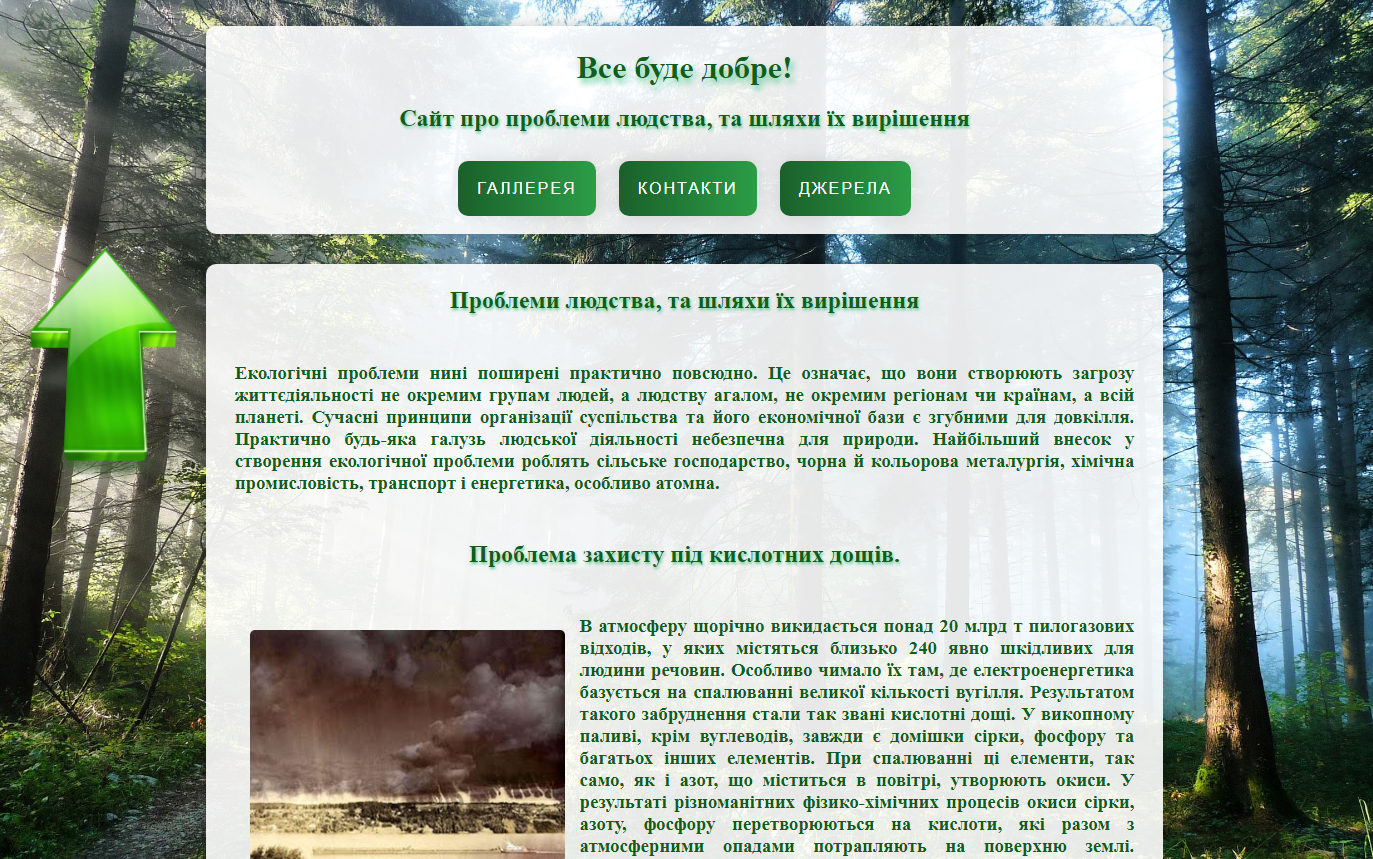 Все буде добре!
Сайт про проблеми людства, та шляхи їх вирішення
ГАЛЛЕРЕЯ КОНТАКТИ ДЖЕРЕЛА
Проблеми людства, та шляхи їх вирішення
Екологічні проблеми нині поширені практично повсюдно. Це означає, що вони створюють загрозу
життєдіяльності не окремим групам людей, а людству агалом, не окремим регіонам чи країнам, а всій
планеті. Сучасні принципи організації суспільства та його економічної бази є згубними для довкілля.
Практично будь-яка галузь людської діяльності небезпечна для природи. Найбільший внесок у
створення екологічної проблеми роблять сільське господарство, чорна й кольорова металургія, хімічна
промисловість, транспорт і енергетика, особливо атомна.
Проблема захисту під кислотних дощів.
В атмосферу щорічно викидається понад 20 млрд т пилогазових
відходів, у яких містяться близько 240 явно шкідливих для
людини речовин. Особливо чимало їх там, де електроенергетика
базується на спалюванні великої кількості вугілля. Результатом
такого забруднення стали так звані кислотні дощі. У викопному
паливі, крім вуглеводів, завжди є домішки сірки, фосфору та
багатьох інших елементів. При спалюванні ці елементи, так
само, як і азот, що міститься в повітрі, утворюють окиси. У
результаті різноманітних фізико-хімічних процесів окиси сірки,
азоту, фосфору перетворюються на кислоти, які разом з
атмосферними опадами потрапляють на поверхню землі.